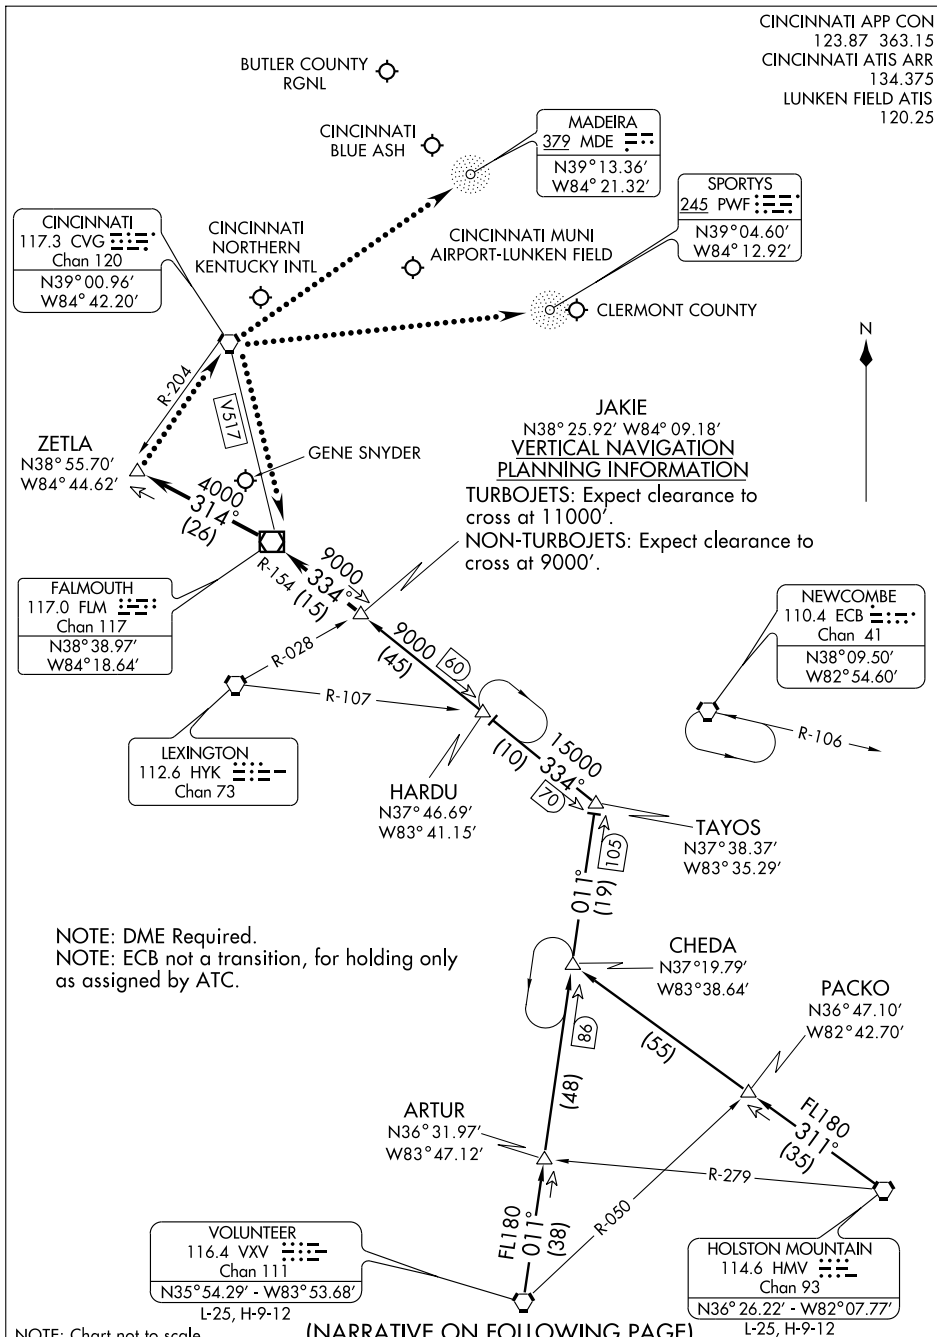 CINCINNATI APP CON
123.87 363.15
CINCINNATI ATIS ARR
134.375
LUNKEN FIELD ATIS
120.25
BUTLER COUNTY
RGNL
CINCINNATI
BLUE ASH
MADEIRA
379 MDE
N39°13.36'
W84°21.32'
SPORTYS
245 PWF
N39°04.60'
W84°12.92'
CINCINNATI
117.3 CVG
Chan 120
N39°00.96'
W84°42.20'
CINCINNATI
NORTHERN
KENTUCKY INTL
CINCINNATI MUNI
AIRPORT-LUNKEN FIELD
CLERMONT COUNTY
N
R-204
V517
ZETLA
N38°55.70'
W84°44.62'
GENE SNYDER
4000
314°
(26)
JAKIE
N38°25.92' W84°09.18'
VERTICAL NAVIGATION
PLANNING INFORMATION
TURBOJETS: Expect clearance to
cross at 11000'.
NON-TURBOJETS: Expect clearance to
cross at 9000'.
FALMOUTH
117.0 FLM
Chan 117
N38°38.97'
W84°18.64'
9000
334°
R-154 (15)
NEWCOMBE
110.4 ECB
Chan 41
N38°09.50'
W82°54.60'
R-028
9000
60
(45)
R-107
R-106
LEXINGTON
112.6 HYK
Chan 73
15000
334°
(10)
70
HARDU
N37°46.69'
W83°41.15'
TAYOS
N37°38.37'
W83°35.29'
105
011°
(19)
NOTE: DME Required.
NOTE: ECB not a transition, for holding only
as assigned by ATC.
CHEDA
N37°19.79'
W83°38.64'
PACKO
N36°47.10'
W82°42.70'
86
(55)
(48)
ARTUR
N36°31.97'
W83°47.12'
FL180
311°
(35)
R-279
R-050
FL180
011°
(38)
VOLUNTEER
116.4 VXV
Chan 111
N35°54.29' - W83°53.68'
L-25, H-9-12
HOLSTON MOUNTAIN
114.6 HMV
Chan 93
N36°26.22' - W82°07.77'
L-25, H-9-12
NOTE: Chart not to scale
(NARRATIVE ON FOLLOWING PAGE)